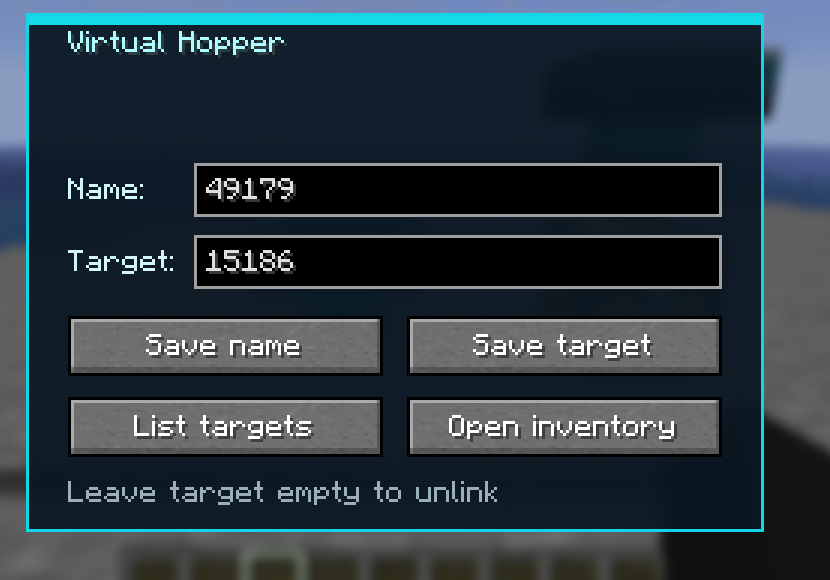 Virtual Hopper
Name: 49179
Target: 15186
Save name Save target
List targets Open inventory
Leave target empty to unlink